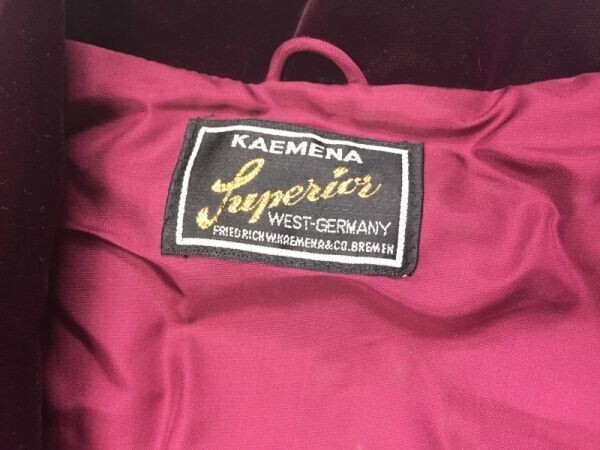 KAEMENA
Superior
WEST-GERMANY
FRIEDRICH W.KAEMENA&CO.BREMEN